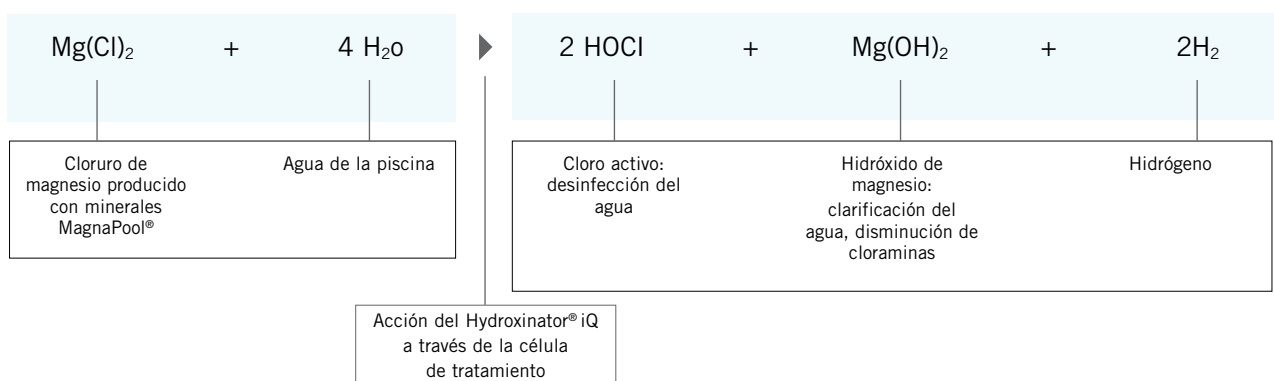 Mg(Cl)₂ + 4 H₂o ▶ 2 HOCl + Mg(OH)₂ + 2H₂
Cloruro de
magnesio producido
con minerales
MagnaPool®
Agua de la piscina
Cloro activo:
desinfección del
agua
Hidróxido de
magnesio:
clarificación del
agua, disminución de
cloraminas
Hidrógeno
Acción del Hydroxinator® iQ
a través de la célula
de tratamiento